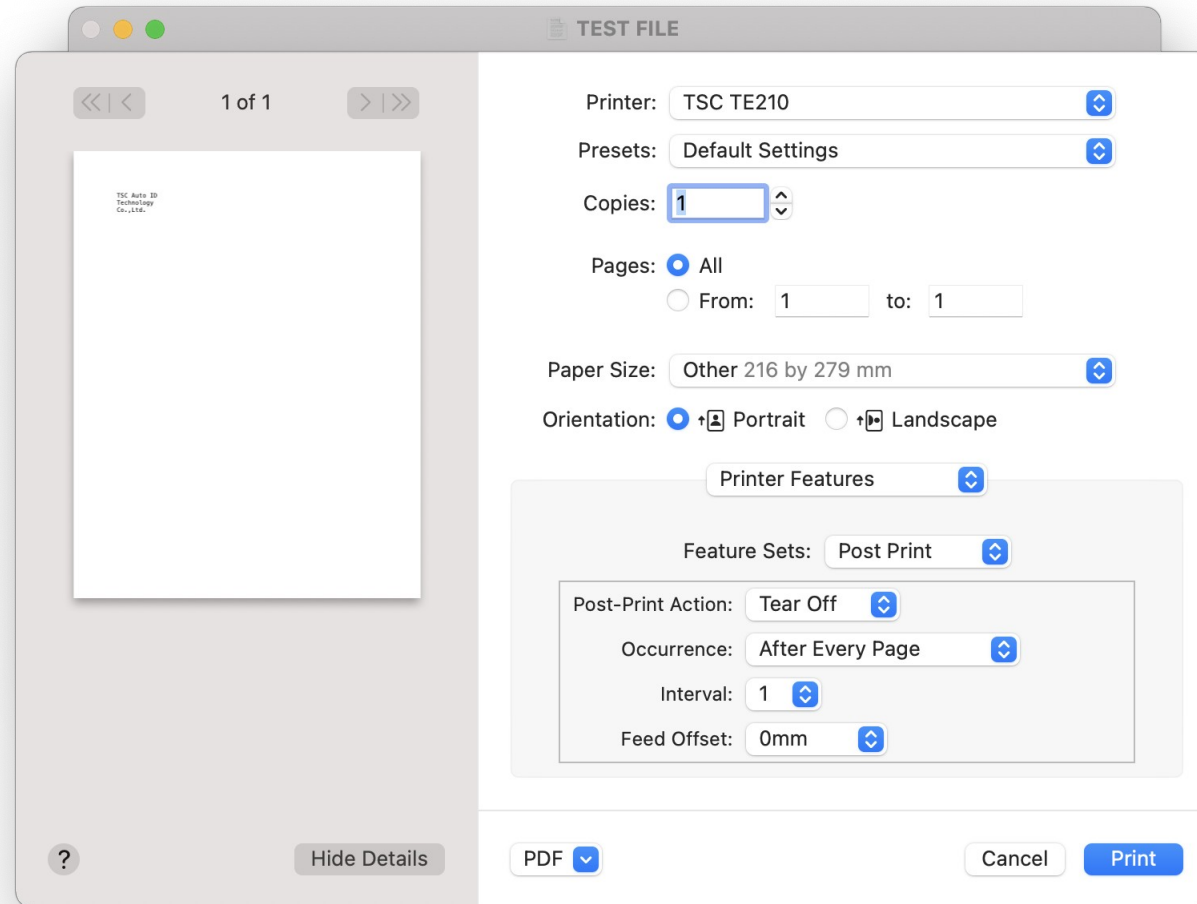 TEST FILE
<< < 1 of 1 > >>
TSC Auto ID
Technology
Co.,Ltd.
Printer: TSC TE210
Presets: Default Settings
Copies: 1
Pages: All
From: 1 to: 1
Paper Size: Other 216 by 279 mm
Orientation: Portrait Landscape
Printer Features
Feature Sets: Post Print
Post-Print Action: Tear Off
Occurrence: After Every Page
Interval: 1
Feed Offset: 0mm
? Hide Details PDF Cancel Print